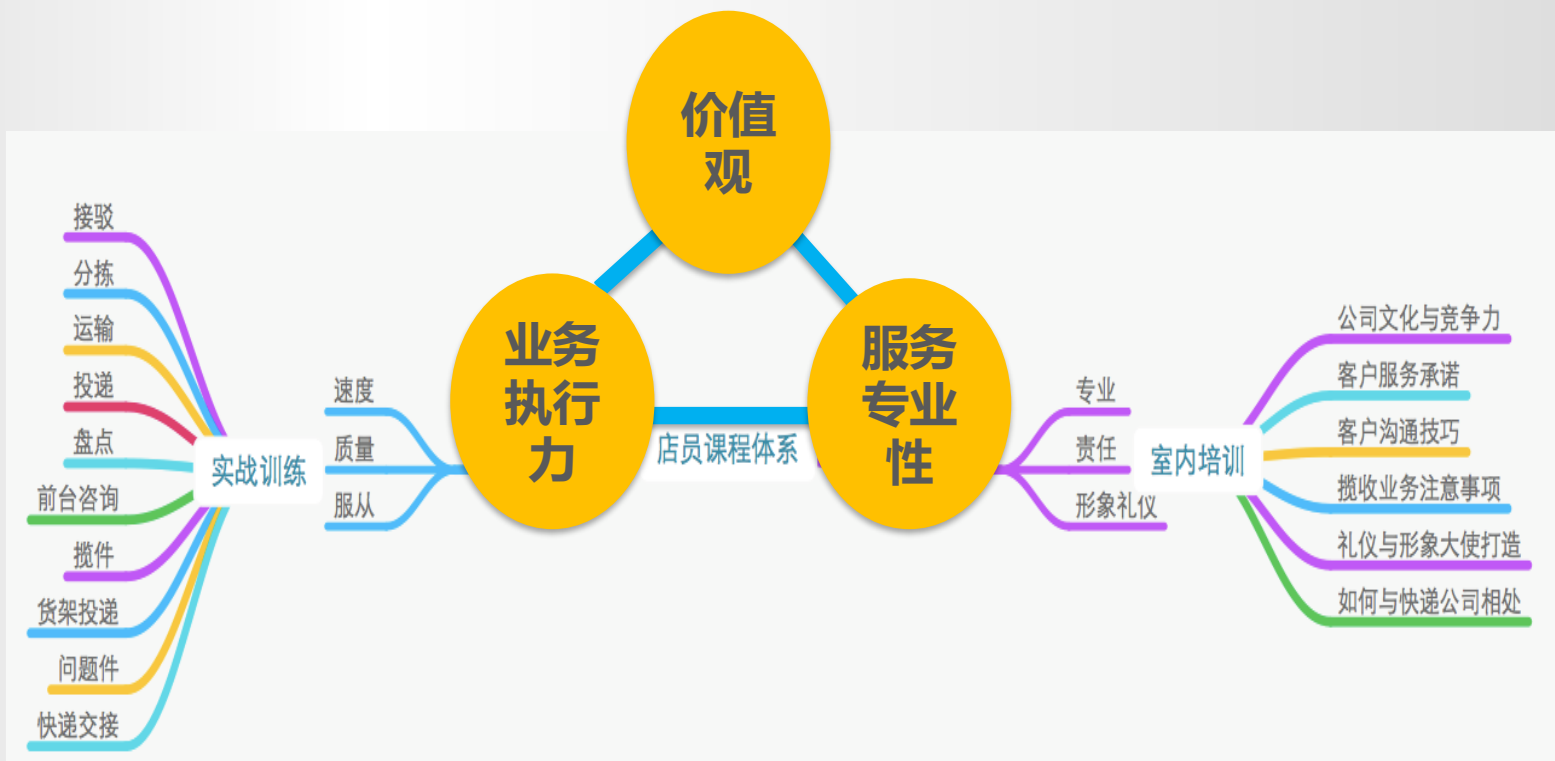 价值
观
业务
执行
力
服务
专业
性
店员课程体系
接驳
分拣
运输
投递
盘点
前台咨询
揽件
货架投递
问题件
快递交接
实战训练
速度
质量
服从
专业
责任
形象礼仪
室内培训
公司文化与竞争力
客户服务承诺
客户沟通技巧
揽收业务注意事项
礼仪与形象大使打造
如何与快递公司相处